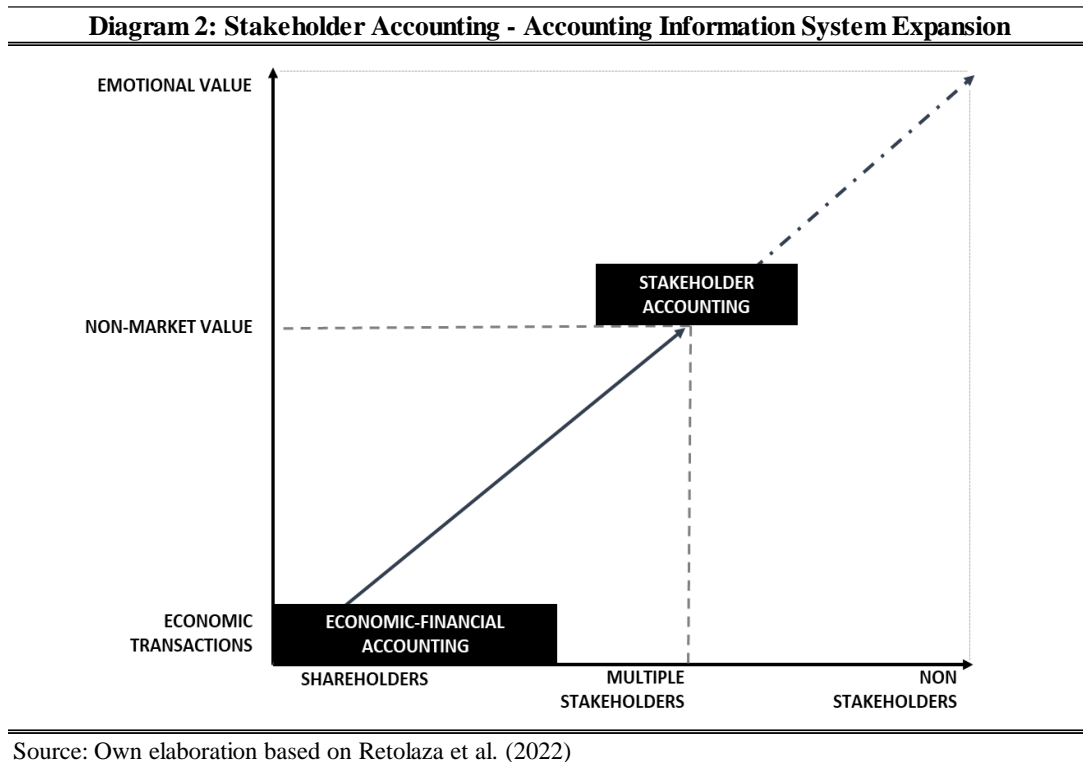 Diagram 2: Stakeholder Accounting - Accounting Information System Expansion
EMOTIONAL VALUE
STAKEHOLDER
ACCOUNTING
NON-MARKET VALUE
ECONOMIC
TRANSACTIONS
ECONOMIC-FINANCIAL
ACCOUNTING
SHAREHOLDERS
MULTIPLE
STAKEHOLDERS
NON
STAKEHOLDERS
Source: Own elaboration based on Retolaza et al. (2022)